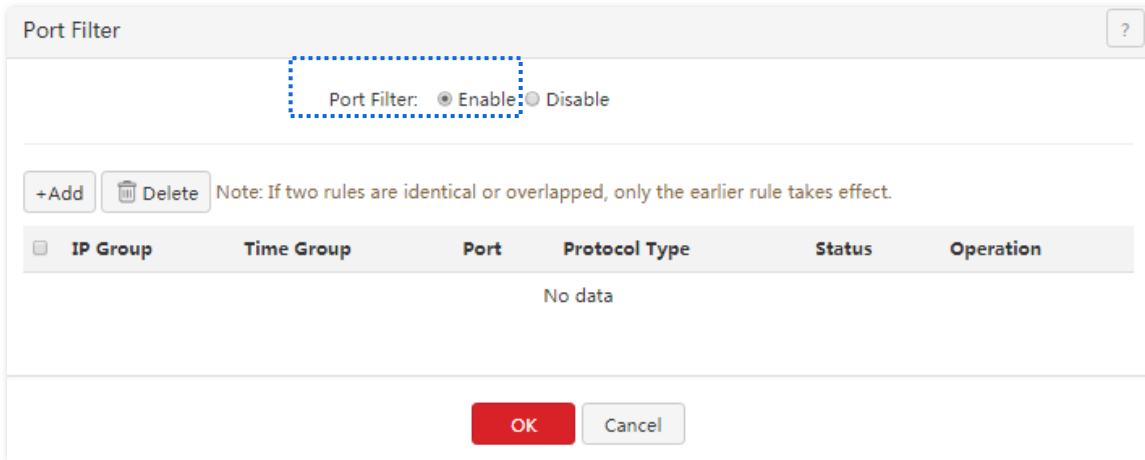 Port Filter
?
Port Filter: Enable Disable
+Add Delete Note: If two rules are identical or overlapped, only the earlier rule takes effect.
IP Group Time Group Port Protocol Type Status Operation
No data
OK Cancel